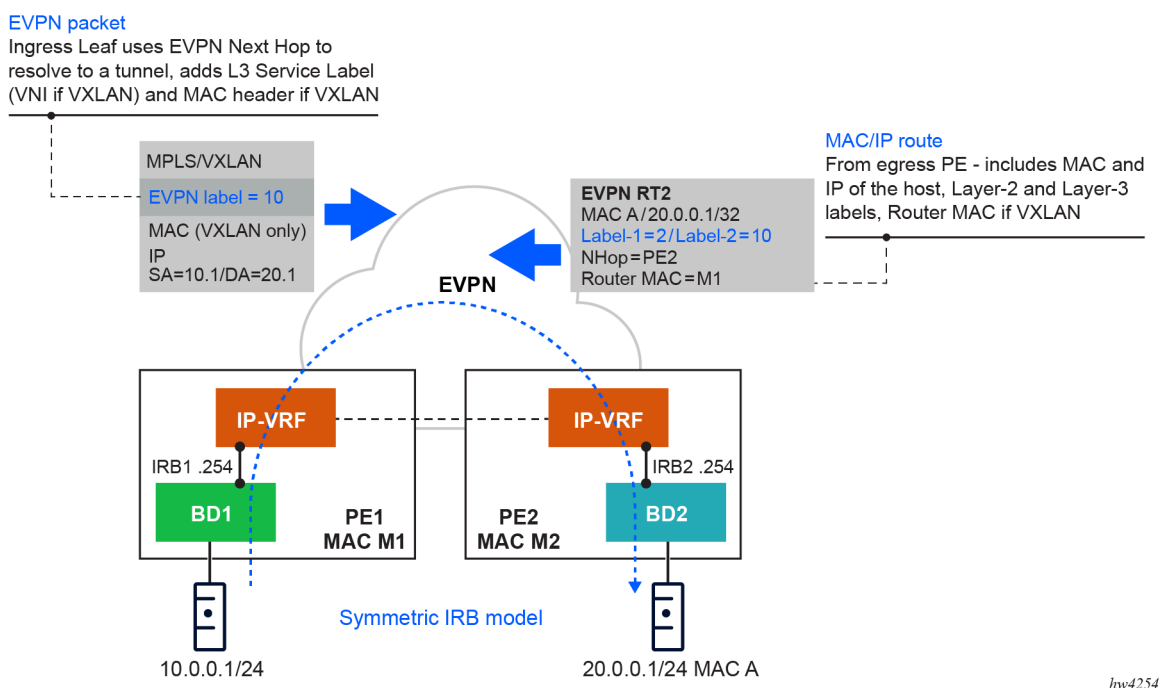 EVPN packet
Ingress Leaf uses EVPN Next Hop to
resolve to a tunnel, adds L3 Service Label
(VNI if VXLAN) and MAC header if VXLAN
MPLS/VXLAN
EVPN label = 10
MAC (VXLAN only)
IP
SA=10.1/DA=20.1
MAC/IP route
From egress PE - includes MAC and
IP of the host, Layer-2 and Layer-3
labels, Router MAC if VXLAN
EVPN RT2
MAC A/20.0.0.1/32
Label-1=2/Label-2=10
NHop=PE2
Router MAC=M1
EVPN
IP-VRF
IRB1 .254
BD1
PE1
MAC M1
IP-VRF
IRB2 .254
BD2
PE2
MAC M2
Symmetric IRB model
10.0.0.1/24
20.0.0.1/24 MAC A
hw4254